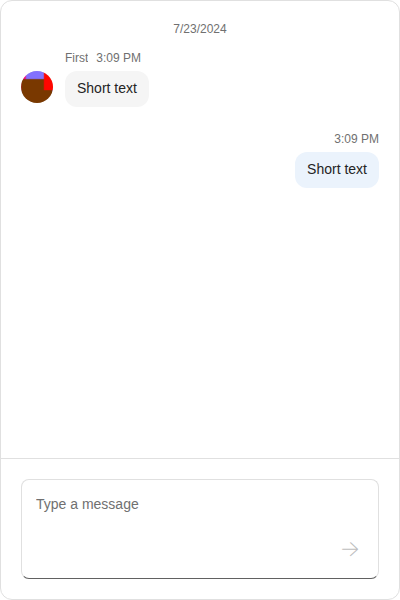 7/23/2024
First 3:09 PM
Short text
3:09 PM
Short text
Type a message